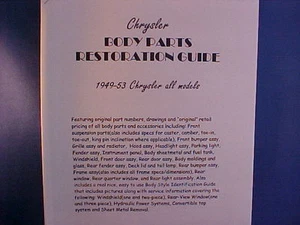 Chrysler
BODY PARTS
RESTORATION GUIDE
1949-53 Chrysler all models
Featuring original part numbers, drawings and "original" retail
pricing of all body parts and accessories including: Front
suspension parts(also includes specs for caster, camber, toe-in,
toe-out, king pin inclination where applicable), Front bumper assy,
Grille assy and radiator, Hood assy, Headlight assy, Parking light,
Fender assy, Instrument panel, Body sheetmetal and fuel tank,
Windshield, Front door assy, Rear door assy, Body moldings and
glass, Rear fender assy, Deck lid and tail lamp, Rear bumper assy,
Frame assy(also includes all frame specs/dimensions), Rear
window, Rear quarter window, and Rear light assembly. Also
includes a real nice, easy to use Body Style Identification Guide
that includes pictures along with service information covering the
following: Windshield(one and two-piece), Rear View Window(one
and three piece), Hydraulic Power Systems, Convertible top
system and Sheet Metal Removal.